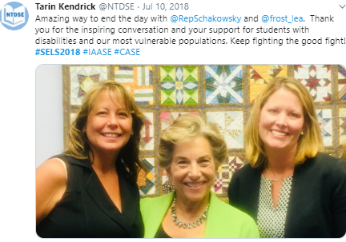 NTDSE
Tarin Kendrick @NTDSE · Jul 10, 2018
Amazing way to end the day with @RepSchakowsky and @frost_lea. Thank
you for the inspiring conversation and your support for students with
disabilities and our most vulnerable populations. Keep fighting the good fight!
#SELS2018 #IAASE #CASE